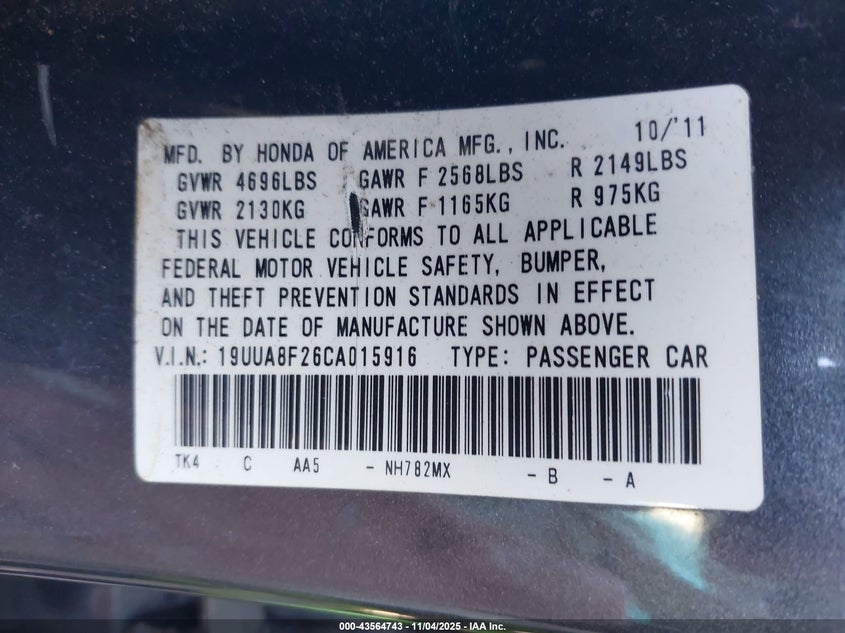 MFD. BY HONDA OF AMERICA MFG., INC. 10/'11
GVWR 4696LBS GAWR F 2568LBS R 2149LBS
GVWR 2130KG GAWR F 1165KG R 975KG
THIS VEHICLE CONFORMS TO ALL APPLICABLE
FEDERAL MOTOR VEHICLE SAFETY, BUMPER,
AND THEFT PREVENTION STANDARDS IN EFFECT
ON THE DATE OF MANUFACTURE SHOWN ABOVE.
V.I.N.: 19UUA8F26CA015916 TYPE: PASSENGER CAR
TK4 C AA5 - NH782MX - B - A
000-43564743 - 11/04/2025 - IAA Inc.